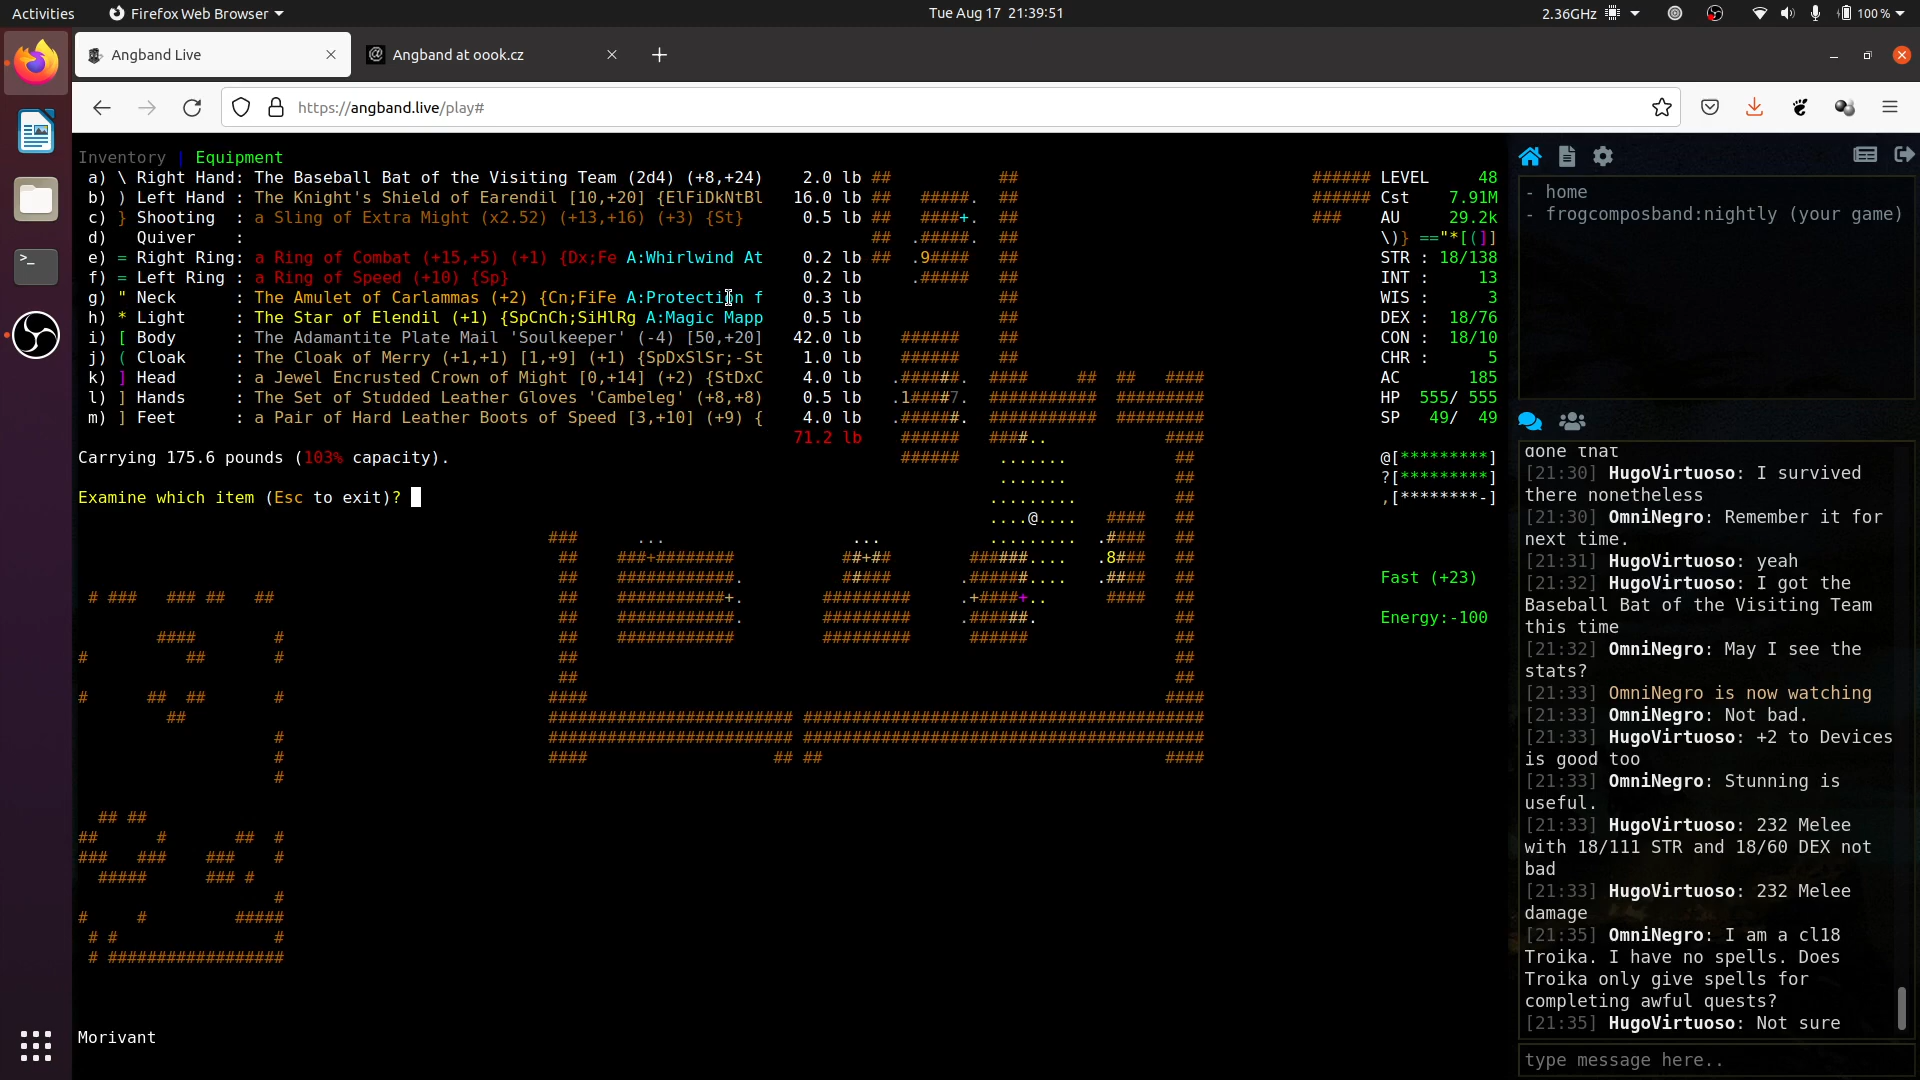 Activities
Firefox Web Browser
Tue Aug 17 21:39:51
2.36GHz
100 %
Angband Live
Angband at oook.cz
https://angband.live/play#
Inventory | Equipment
a) \ Right Hand: The Baseball Bat of the Visiting Team (2d4) (+8,+24) 2.0 lb
b) ) Left Hand : The Knight's Shield of Earendil [10,+20] {ElFiDkNtBl 16.0 lb
c) } Shooting : a Sling of Extra Might (x2.52) (+13,+16) (+3) {St} 0.5 lb
d) Quiver :
e) = Right Ring: a Ring of Combat (+15,+5) (+1) {Dx;Fe A:Whirlwind At 0.2 lb
f) = Left Ring : a Ring of Speed (+10) {Sp} 0.2 lb
g) " Neck : The Amulet of Carlammas (+2) {Cn;FiFe A:Protection f 0.3 lb
h) * Light : The Star of Elendil (+1) {SpCnCh;SiHlRg A:Magic Mapp 0.5 lb
i) [ Body : The Adamantite Plate Mail 'Soulkeeper' (-4) [50,+20] 42.0 lb
j) ( Cloak : The Cloak of Merry (+1,+1) [1,+9] (+1) {SpDxSlSr;-St 1.0 lb
k) ] Head : a Jewel Encrusted Crown of Might [0,+14] (+2) {StDxC 4.0 lb
l) ] Hands : The Set of Studded Leather Gloves 'Cambeleg' (+8,+8) 0.5 lb
m) ] Feet : a Pair of Hard Leather Boots of Speed [3,+10] (+9) { 4.0 lb
71.2 lb
Carrying 175.6 pounds (103% capacity).
Examine which item (Esc to exit)?
Morivant
LEVEL 48
Cst 7.91M
AU 29.2k
\)} =="*[(]]
STR : 18/138
INT : 13
WIS : 3
DEX : 18/76
CON : 18/10
CHR : 5
AC 185
HP 555/ 555
SP 49/ 49
@[*********]
?[*********]
,[********-]
Fast (+23)
Energy:-100
- home
- frogcomposband:nightly (your game)
done that
[21:30] HugoVirtuoso: I survived
there nonetheless
[21:30] OmniNegro: Remember it for
next time.
[21:31] HugoVirtuoso: yeah
[21:32] HugoVirtuoso: I got the
Baseball Bat of the Visiting Team
this time
[21:32] OmniNegro: May I see the
stats?
[21:33] OmniNegro is now watching
[21:33] OmniNegro: Not bad.
[21:33] HugoVirtuoso: +2 to Devices
is good too
[21:33] OmniNegro: Stunning is
useful.
[21:33] HugoVirtuoso: 232 Melee
with 18/111 STR and 18/60 DEX not
bad
[21:33] HugoVirtuoso: 232 Melee
damage
[21:35] OmniNegro: I am a cl18
Troika. I have no spells. Does
Troika only give spells for
completing awful quests?
[21:35] HugoVirtuoso: Not sure
type message here..